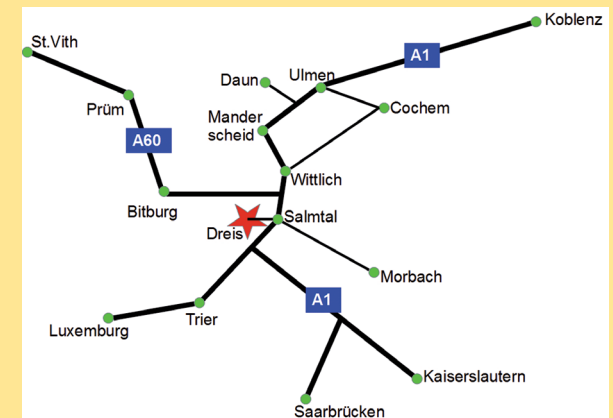 Koblenz
St.Vith
A1
Daun
Ulmen
Prüm
Cochem
Mander
scheid
A60
Wittlich
Bitburg
Salmtal
Dreis
Morbach
A1
Trier
Luxemburg
Kaiserslautern
Saarbrücken